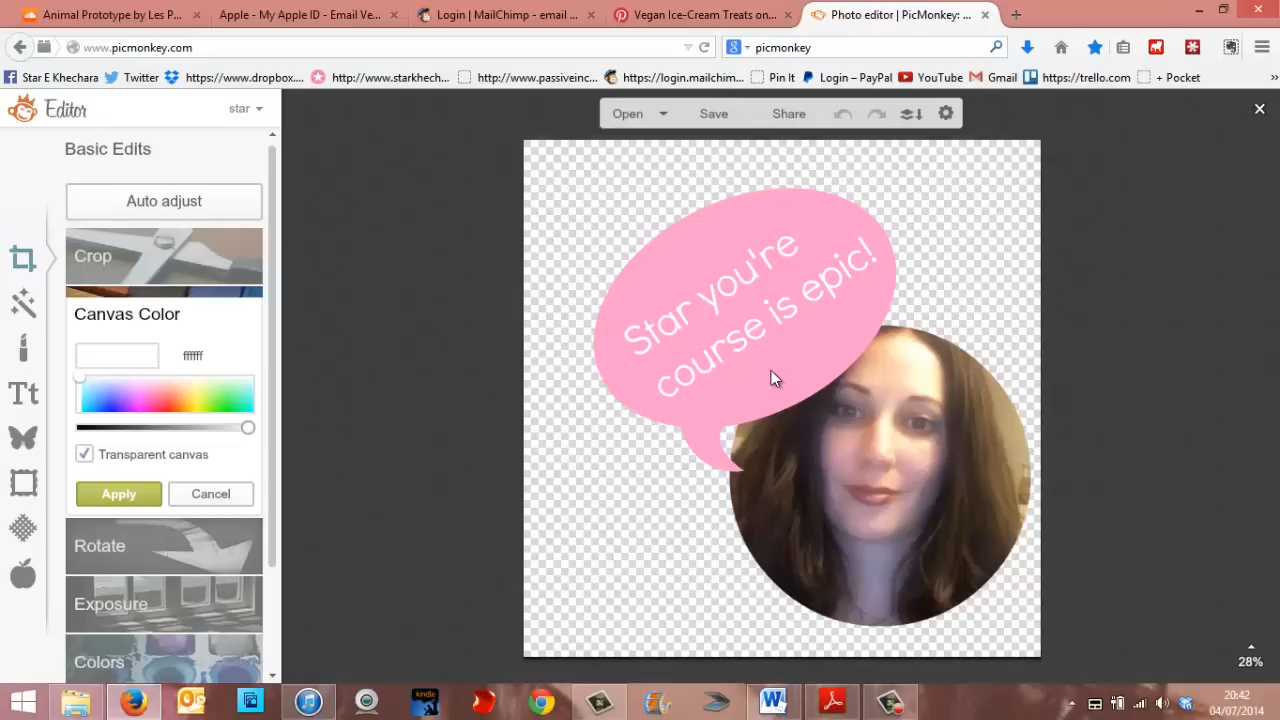 Animal Prototype by Les P...
Apple - My Apple ID - Email Ve...
Login | MailChimp - email ...
Vegan Ice-Cream Treats on...
Photo editor | PicMonkey: ...
www.picmonkey.com
picmonkey
Star E Khechara
Twitter
https://www.dropbox....
http://www.starkhech...
http://www.passiveinc...
https://login.mailchim...
Pin It
Login – PayPal
YouTube
Gmail
https://trello.com
+ Pocket
Editor
star
Open
Save
Share
Basic Edits
Auto adjust
Crop
Canvas Color
ffffff
Transparent canvas
Apply
Cancel
Rotate
Exposure
Colors
Star you're
course is epic!
28%
kindle
20:42
04/07/2014